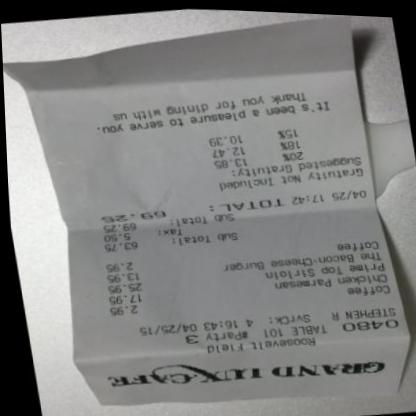 GRAND LUX CAFE
Roosevelt Field
0480 TABLE 101 #Party 3
STEPHEN R SvrCk: 4 16:43 04/25/15
Coffee 2.95
Chicken Parmesan 17.95
Prime Top Sirloin 25.95
The Bacon-Cheese Burger 13.95
Coffee 2.95
Sub Total: 63.75
Tax: 5.50
Sub Total: 69.25
04/25 17:42 TOTAL: 69.25
Gratuity Not Included
Suggested Gratuity:
20% 13.85
18% 12.47
15% 10.39
It's been a pleasure to serve you.
Thank you for dining with us